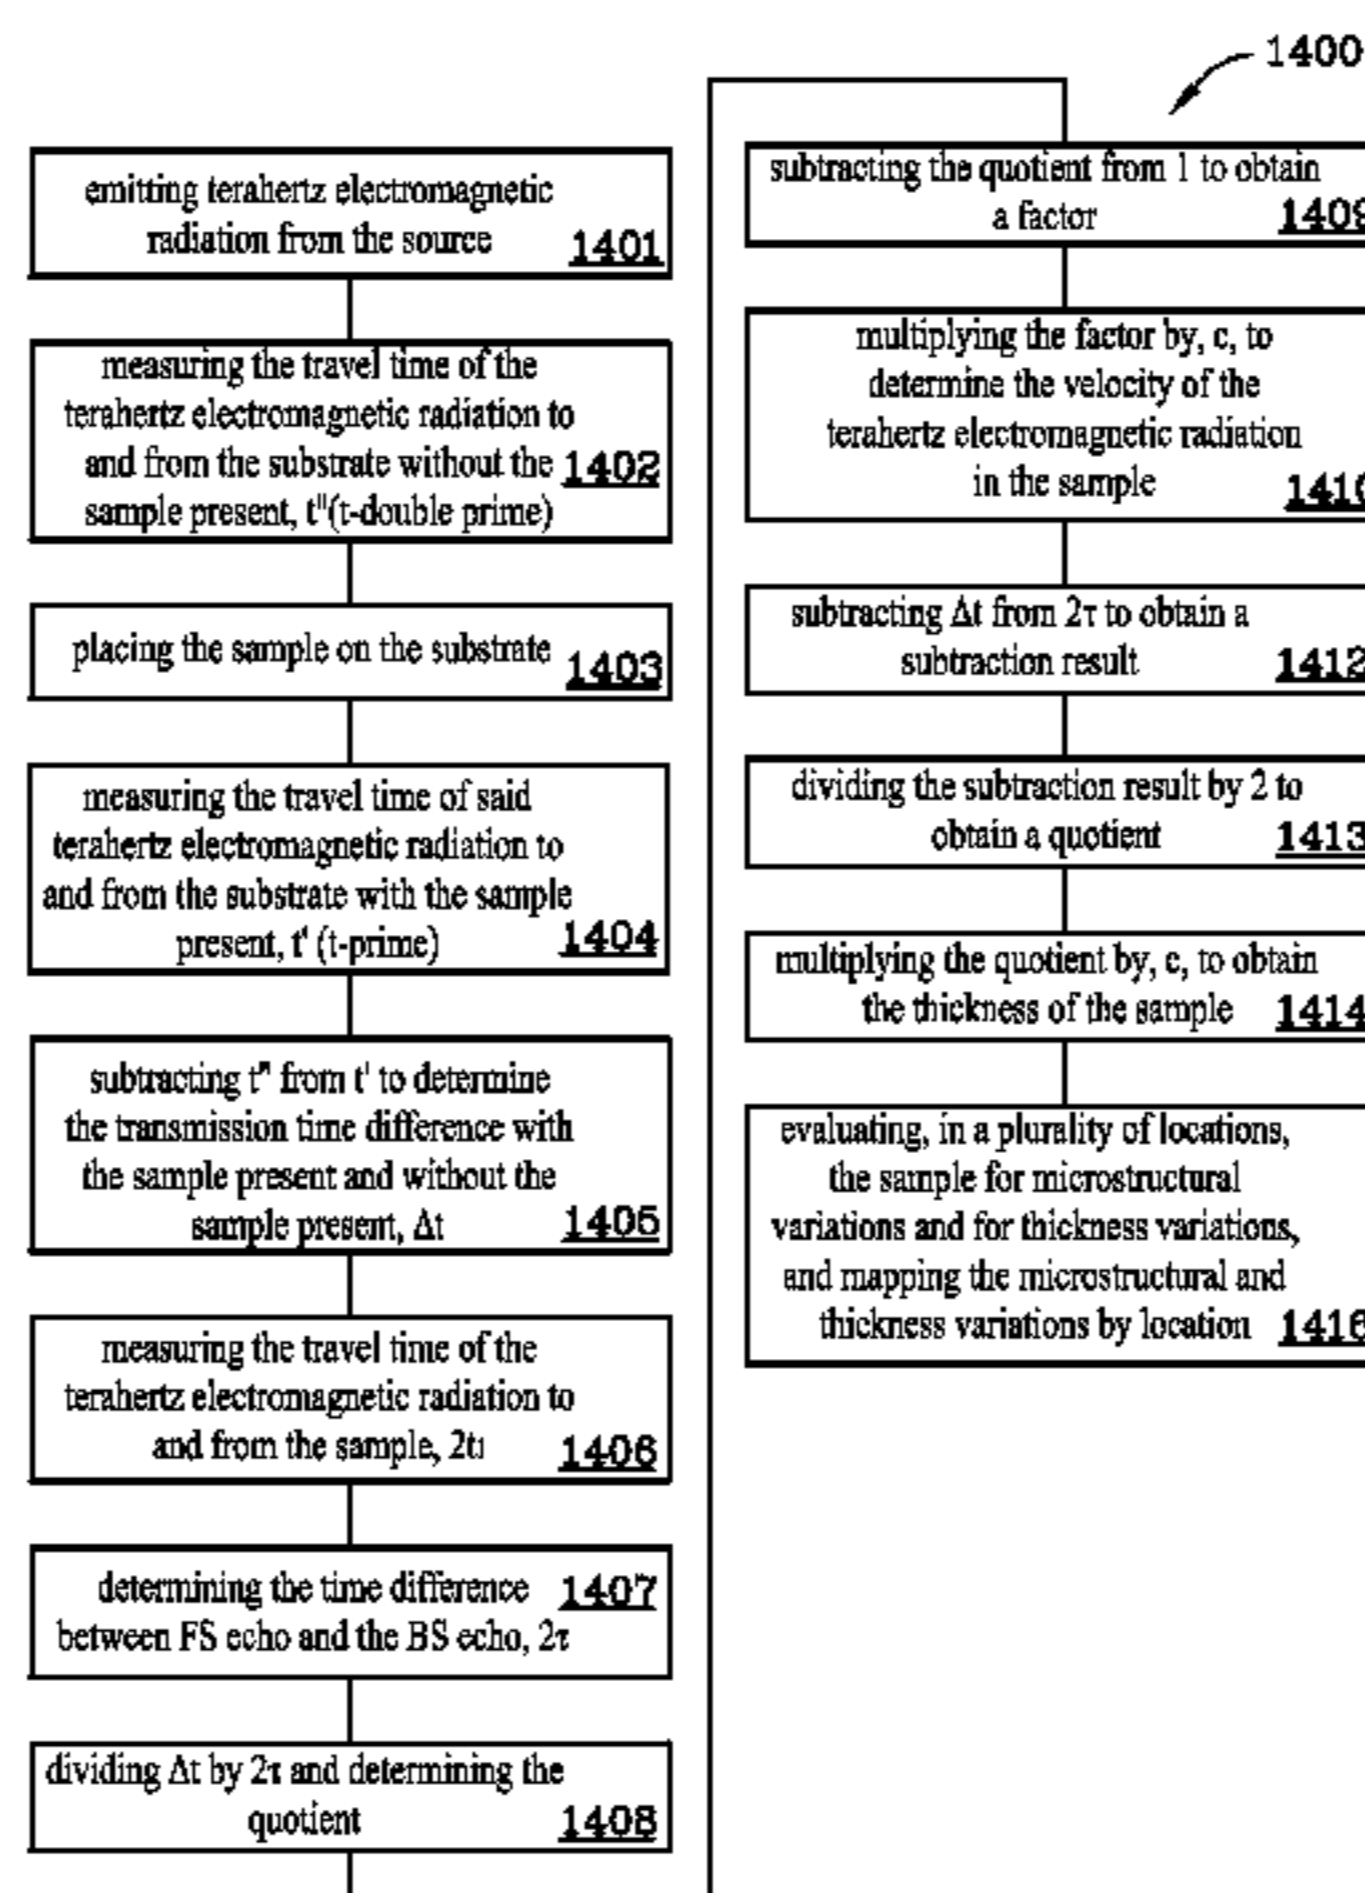 1400
emitting terahertz electromagnetic
radiation from the source 1401
measuring the travel time of the
terahertz electromagnetic radiation to
and from the substrate without the 1402
sample present, t"(t-double prime)
placing the sample on the substrate 1403
measuring the travel time of said
terahertz electromagnetic radiation to
and from the substrate with the sample
present, t' (t-prime) 1404
subtracting t" from t' to determine
the transmission time difference with
the sample present and without the
sample present, Δt 1405
measuring the travel time of the
terahertz electromagnetic radiation to
and from the sample, 2t₁ 1406
determining the time difference 1407
between FS echo and the BS echo, 2τ
dividing Δt by 2τ and determining the
quotient 1408
subtracting the quotient from 1 to obtain
a factor 1409
multiplying the factor by, c, to
determine the velocity of the
terahertz electromagnetic radiation
in the sample 1410
subtracting Δt from 2τ to obtain a
subtraction result 1412
dividing the subtraction result by 2 to
obtain a quotient 1413
multiplying the quotient by, c, to obtain
the thickness of the sample 1414
evaluating, in a plurality of locations,
the sample for microstructural
variations and for thickness variations,
and mapping the microstructural and
thickness variations by location 1416